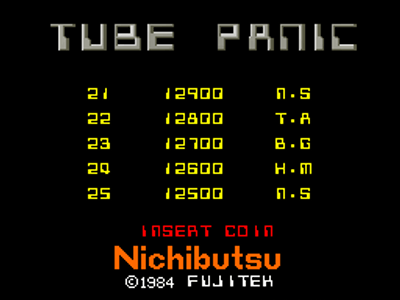 TUBE PANIC
21 12900 N.S
22 12800 T.A
23 12700 B.G
24 12600 H.M
25 12500 N.S
INSERT COIN
Nichibutsu
©1984 FUJITEK